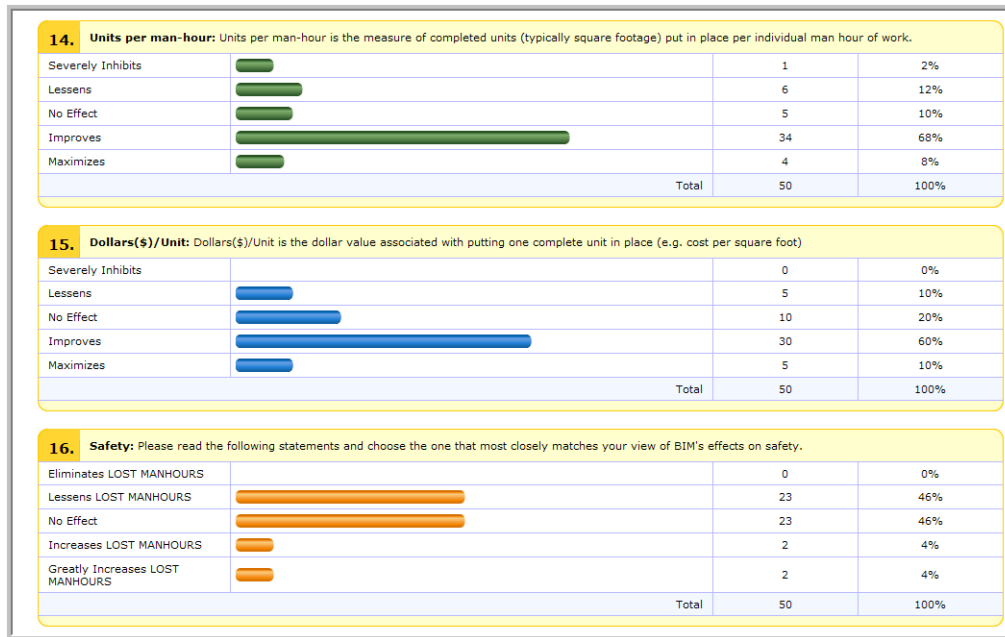 14. Units per man-hour: Units per man-hour is the measure of completed units (typically square footage) put in place per individual man hour of work.
Severely Inhibits 1 2%
Lessens 6 12%
No Effect 5 10%
Improves 34 68%
Maximizes 4 8%
Total 50 100%
15. Dollars($)/Unit: Dollars($)/Unit is the dollar value associated with putting one complete unit in place (e.g. cost per square foot)
Severely Inhibits 0 0%
Lessens 5 10%
No Effect 10 20%
Improves 30 60%
Maximizes 5 10%
Total 50 100%
16. Safety: Please read the following statements and choose the one that most closely matches your view of BIM's effects on safety.
Eliminates LOST MANHOURS 0 0%
Lessens LOST MANHOURS 23 46%
No Effect 23 46%
Increases LOST MANHOURS 2 4%
Greatly Increases LOST
MANHOURS 2 4%
Total 50 100%